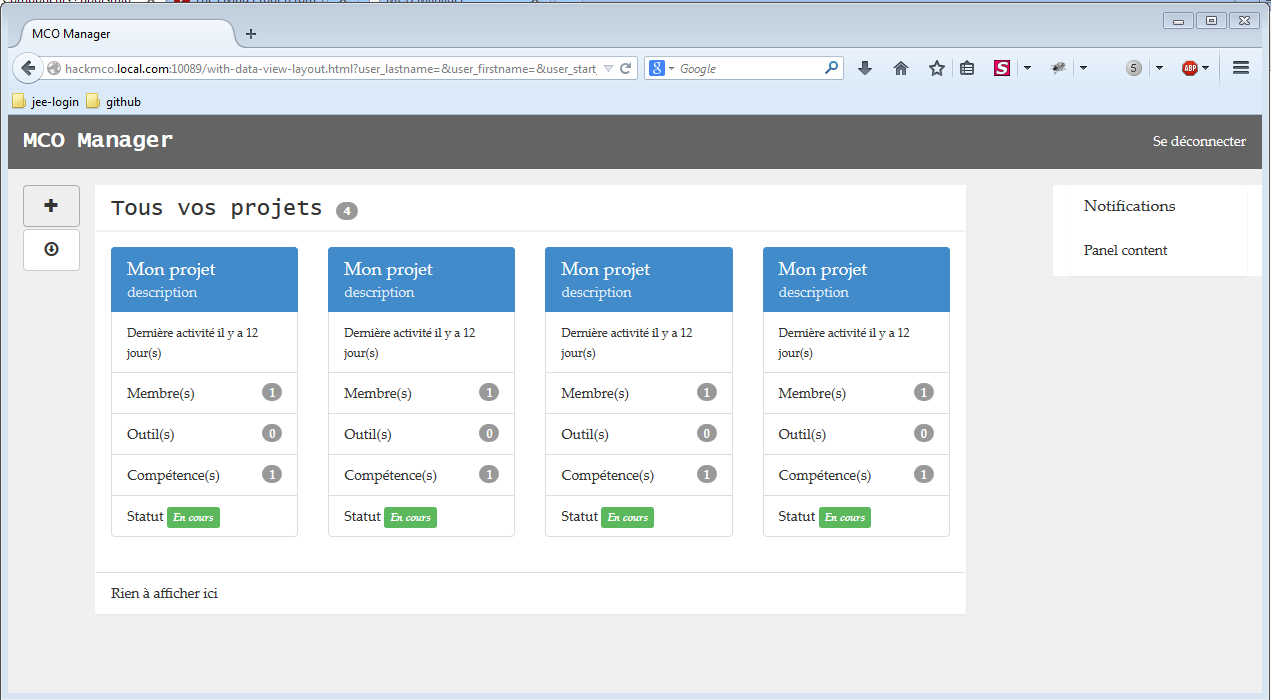 MCO Manager
hackmco.local.com:10089/with-data-view-layout.html?user_lastname=&user_firstname=&user_start_
Google
S
5
ABP
jee-login
github
MCO Manager
Se déconnecter
Tous vos projets 4
Notifications
Panel content
Mon projet
description
Dernière activité il y a 12
jour(s)
Membre(s) 1
Outil(s) 0
Compétence(s) 1
Statut En cours
Mon projet
description
Dernière activité il y a 12
jour(s)
Membre(s) 1
Outil(s) 0
Compétence(s) 1
Statut En cours
Mon projet
description
Dernière activité il y a 12
jour(s)
Membre(s) 1
Outil(s) 0
Compétence(s) 1
Statut En cours
Mon projet
description
Dernière activité il y a 12
jour(s)
Membre(s) 1
Outil(s) 0
Compétence(s) 1
Statut En cours
Rien à afficher ici